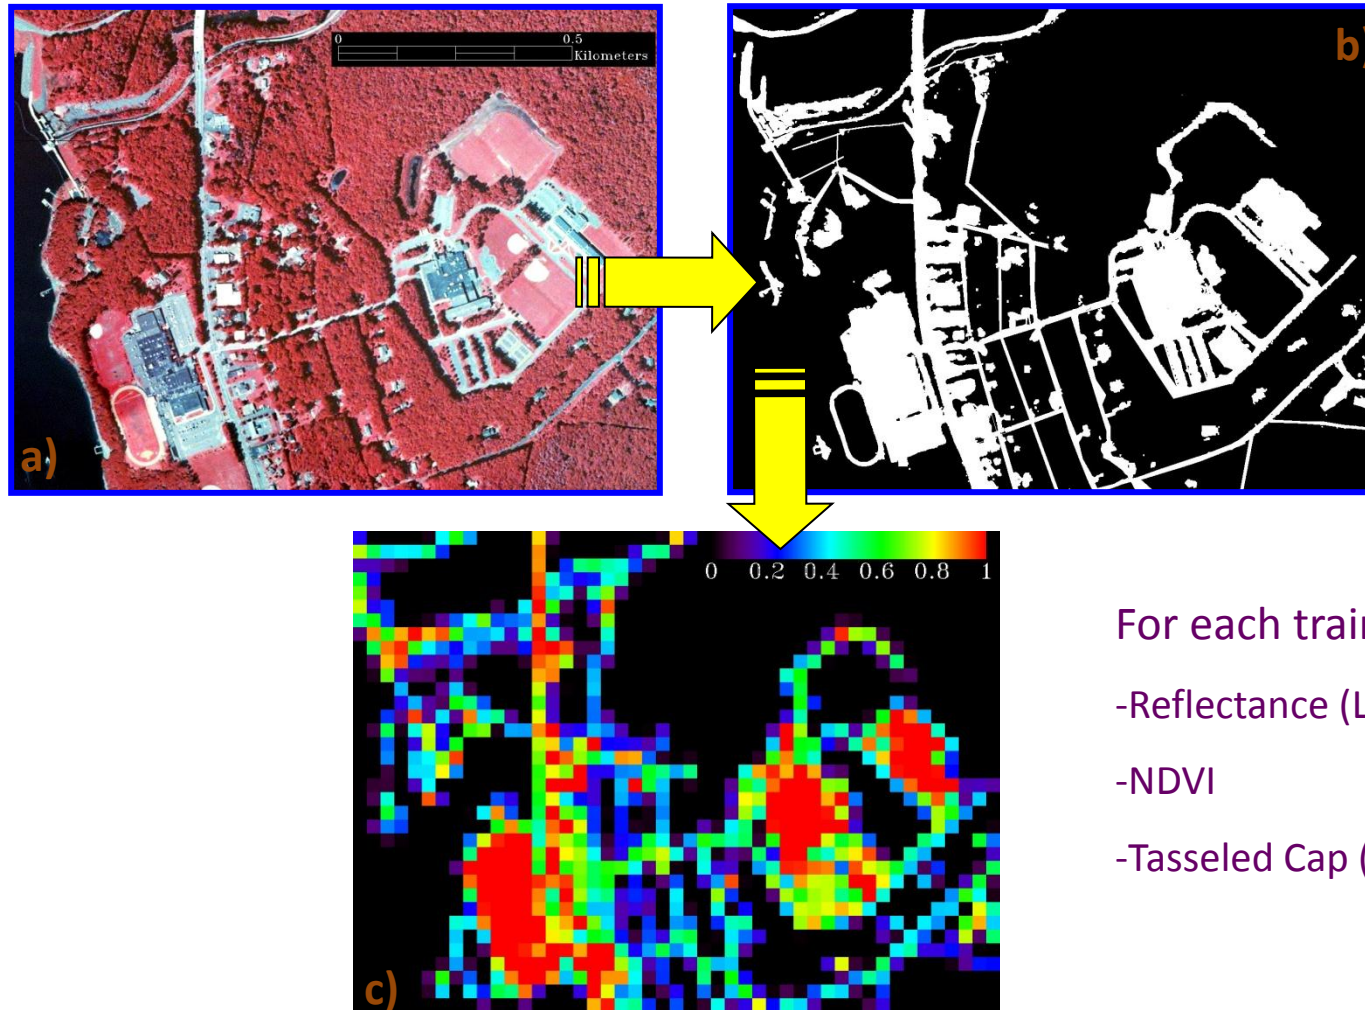 0 0.5
Kilometers
a)
b)
0 0.2 0.4 0.6 0.8 1
c)
For each
-Reflectance
-NDVI
-Tasseled Cap (